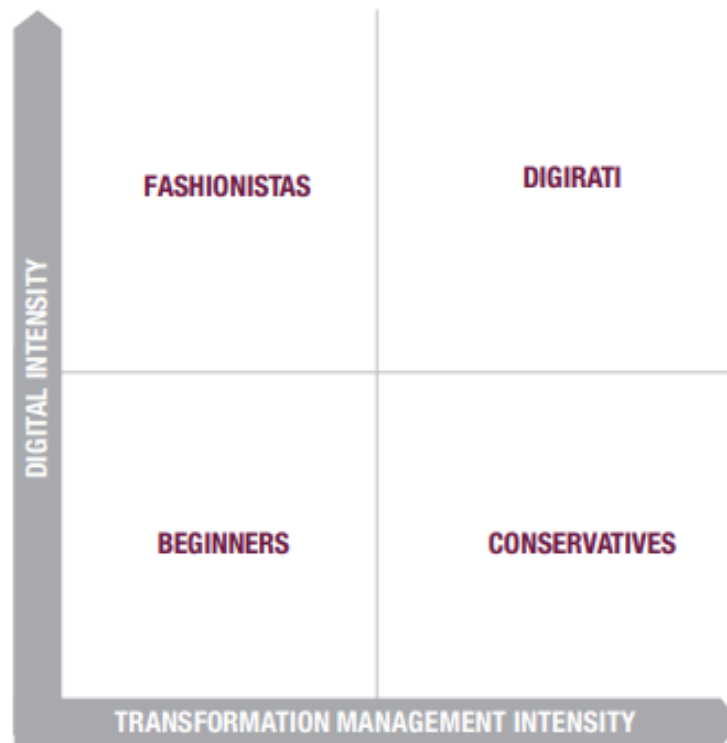 FASHIONISTAS
DIGIRATI
DIGITAL INTENSITY
BEGINNERS
CONSERVATIVES
TRANSFORMATION MANAGEMENT INTENSITY